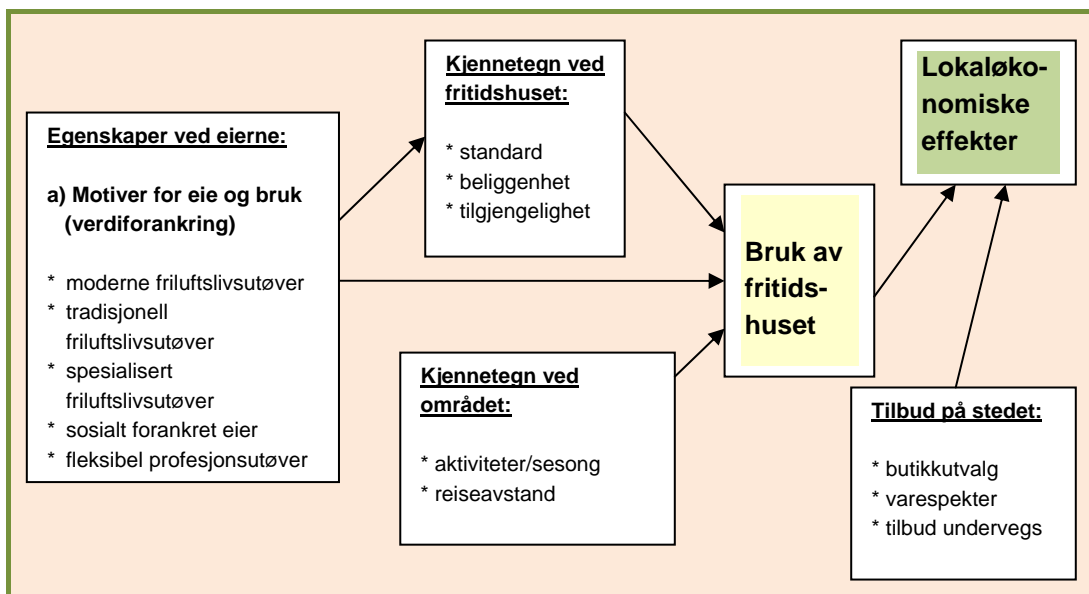 Egenskaper ved eierne:
a) Motiver for eie og bruk
(verdiforankring)
* moderne friluftslivsutøver
* tradisjonell
friluftslivsutøver
* spesialisert
friluftslivsutøver
* sosialt forankret eier
* fleksibel profesjonsutøver
Kjennetegn ved
fritidshuset:
* standard
* beliggenhet
* tilgjengelighet
Kjennetegn ved
området:
* aktiviteter/sesong
* reiseavstand
Bruk av
fritids-
huset
Lokaløko-
nomiske
effekter
Tilbud på stedet:
* butikkutvalg
* varespekter
* tilbud undervegs